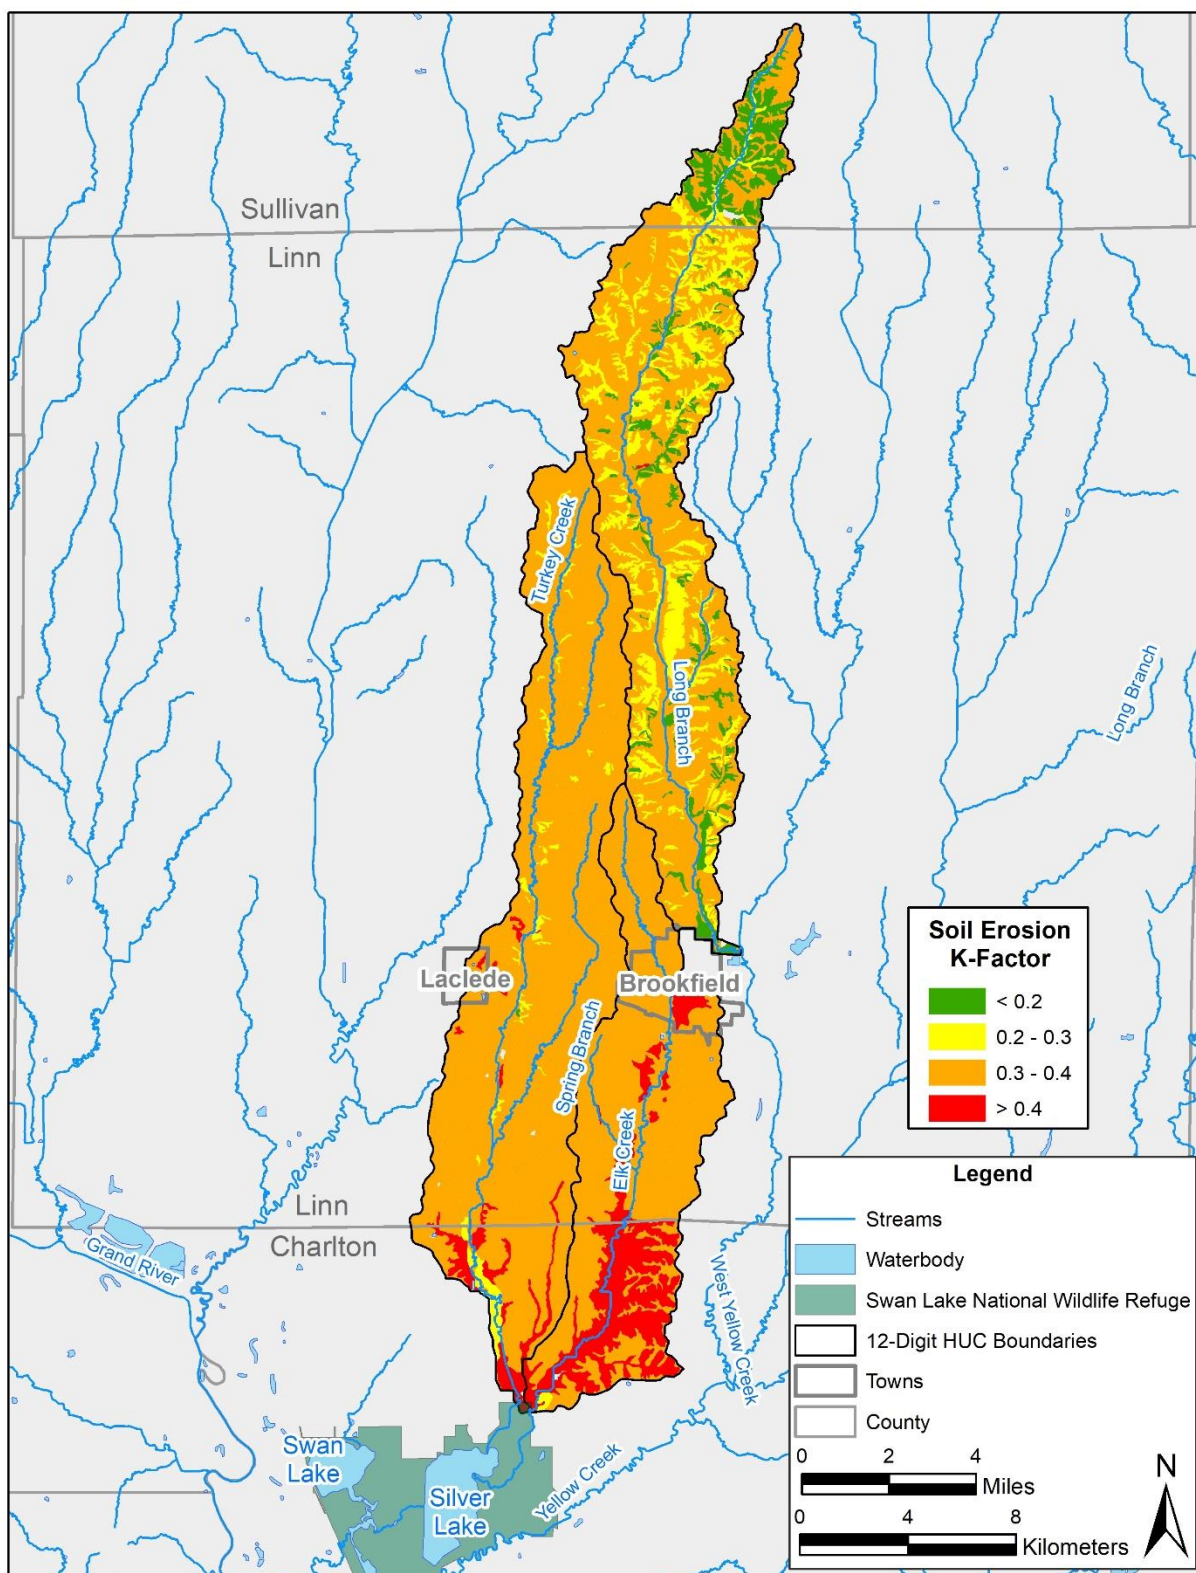 Sullivan
Linn
Turkey Creek
Long Branch
Long Branch
Laclede
Brookfield
Spring Branch
Elk Creek
Soil Erosion
K-Factor
< 0.2
0.2 - 0.3
0.3 - 0.4
> 0.4
Linn
Charlton
Grand River
West Yellow Creek
Legend
Streams
Waterbody
Swan Lake National Wildlife Refuge
12-Digit HUC Boundaries
Towns
County
0 2 4
Miles
0 4 8
Kilometers
N
Swan
Lake
Silver
Lake
Yellow Creek